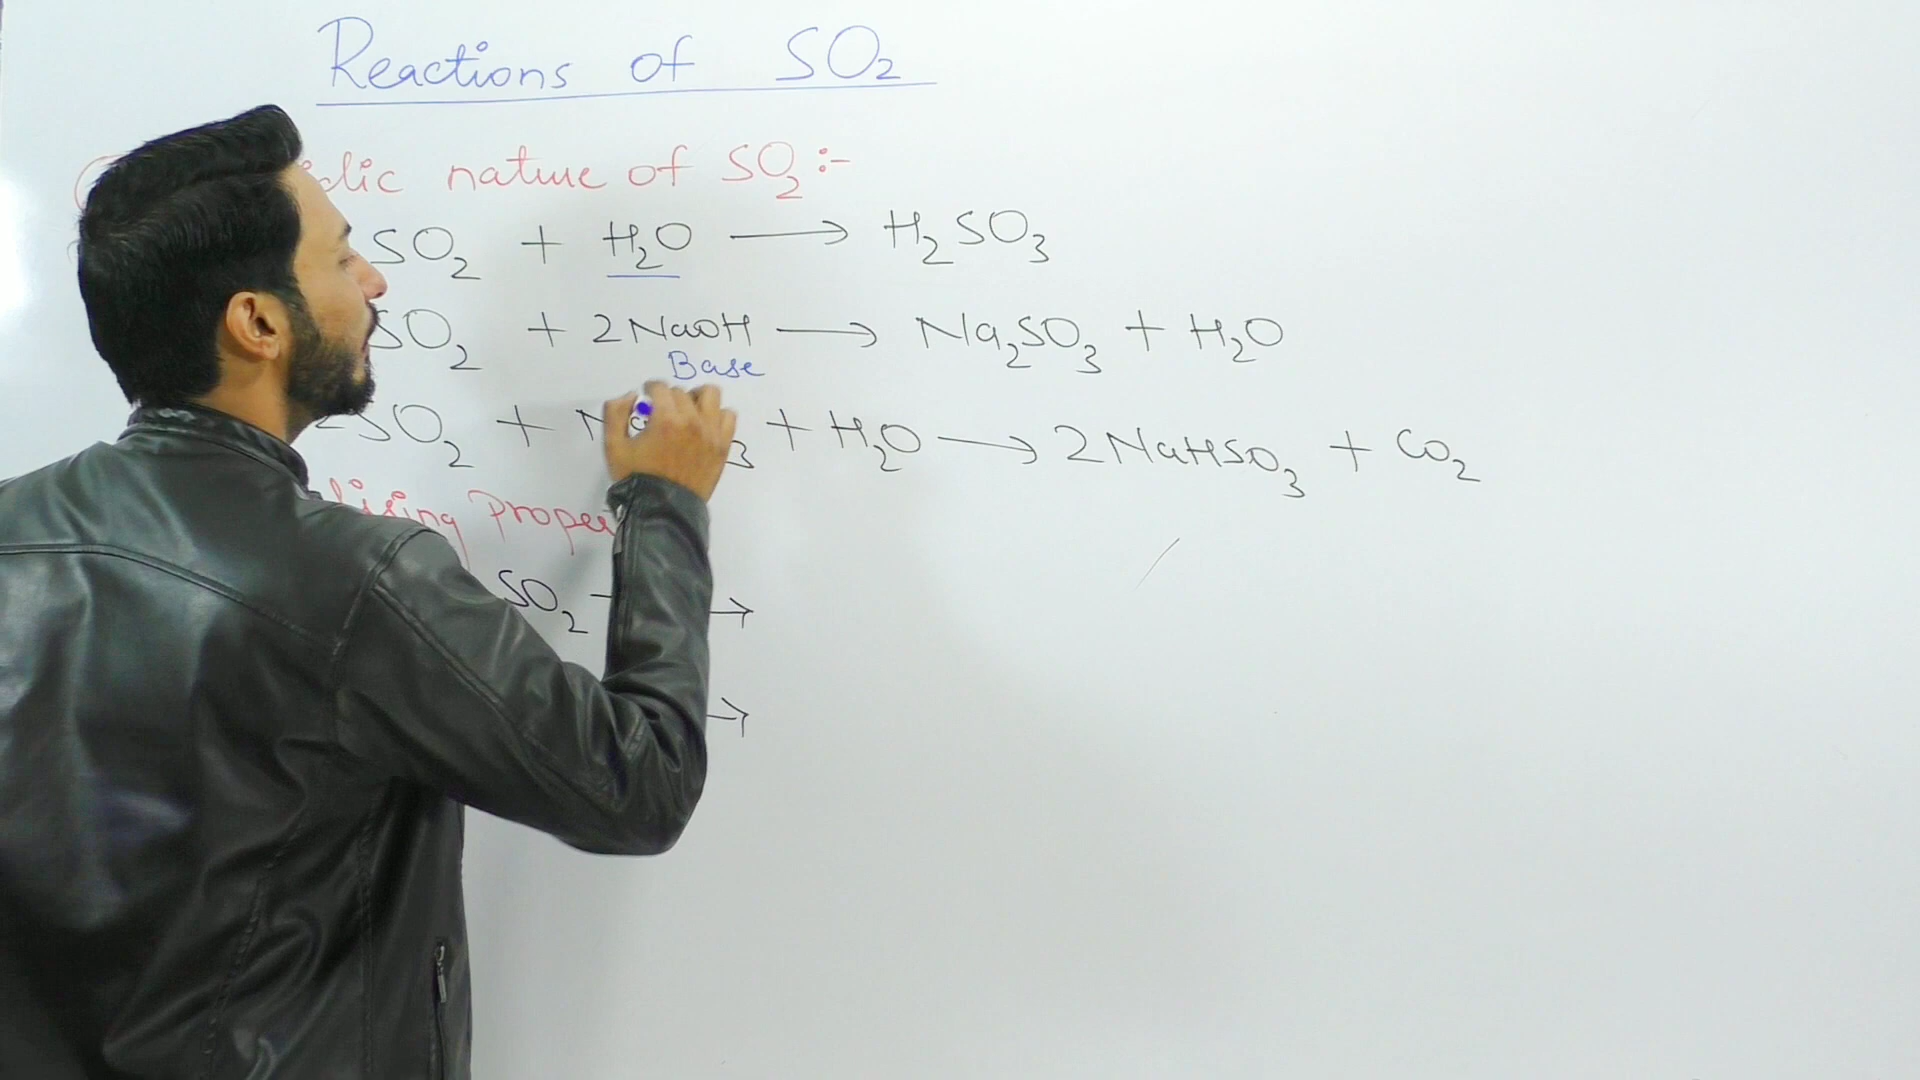 Reactions of SO₂
nature of SO₂ :-
SO₂ + H₂O → H₂SO₃
SO₂ + 2NaOH → Na₂SO₃ + H₂O
Base
SO₂ + + H₂O → 2NaHSO₃ + CO₂
SO₂ →
→